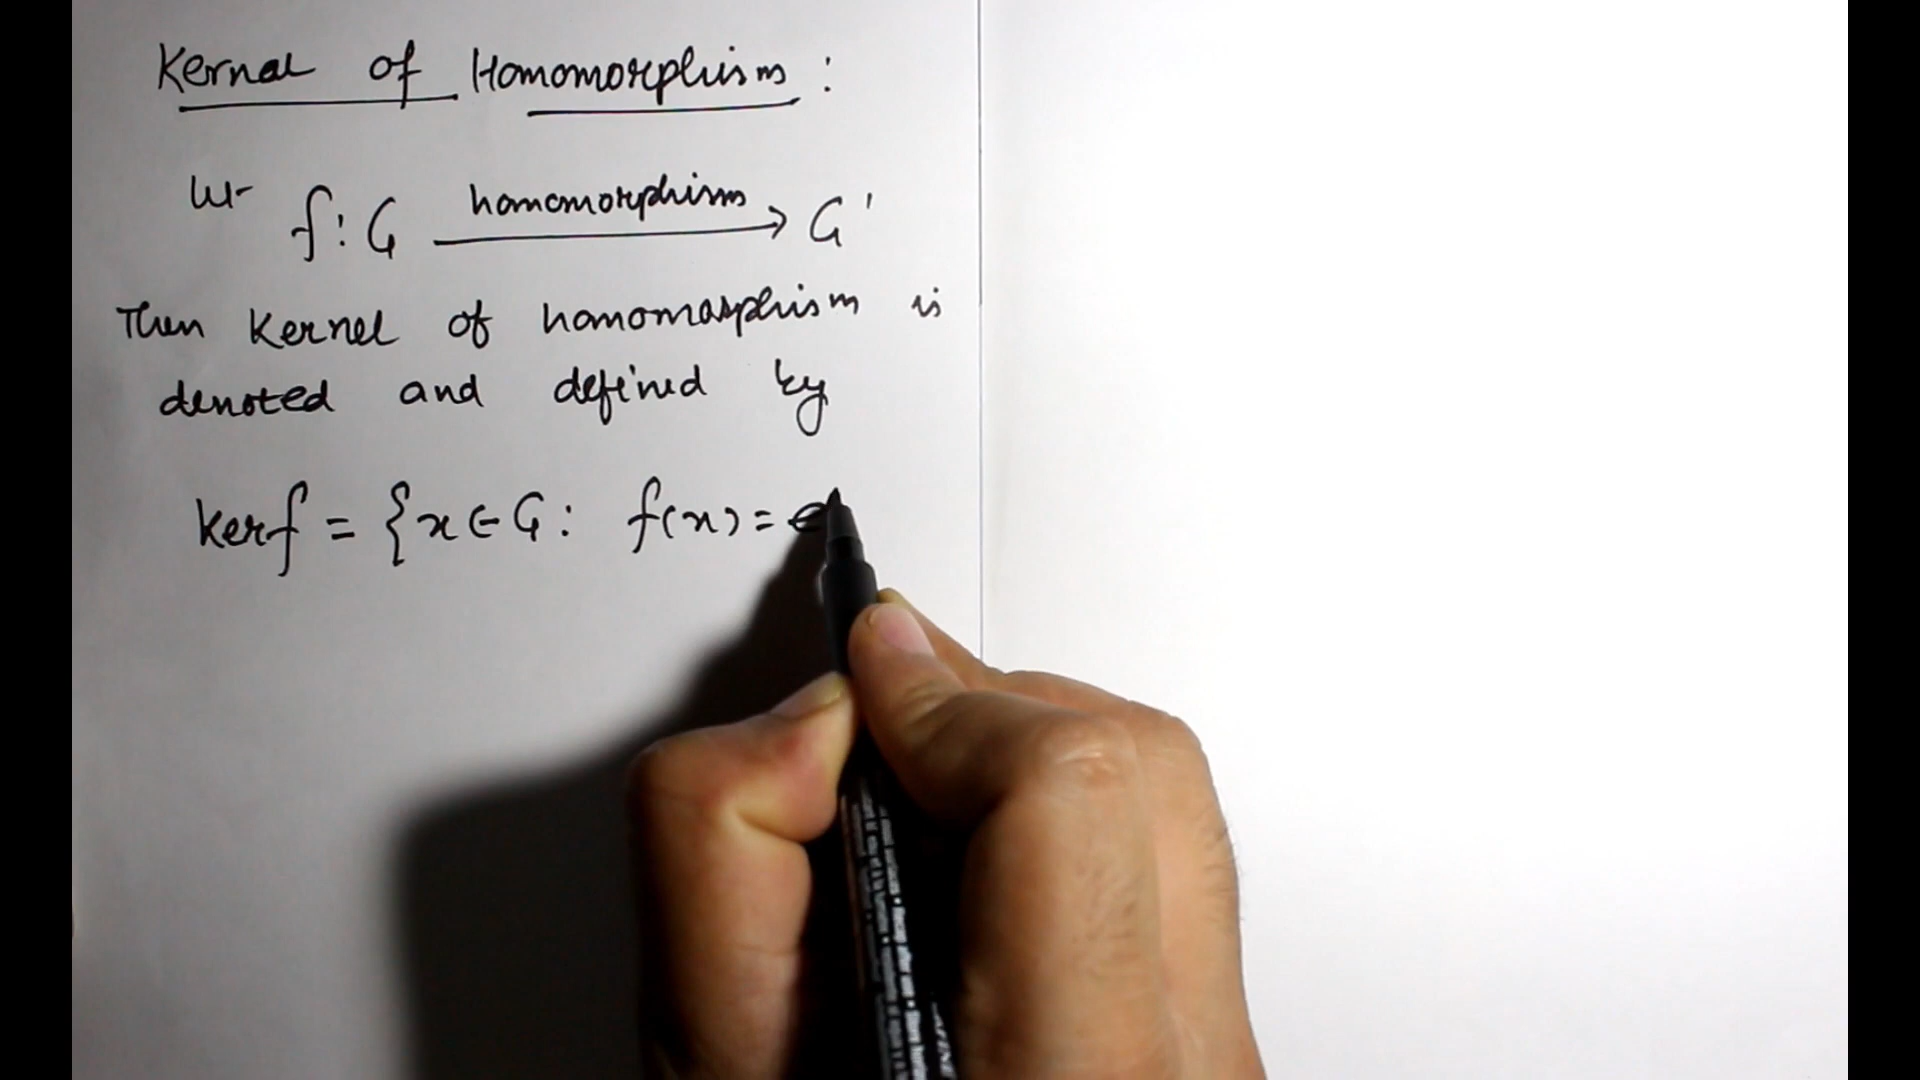 Kernal of Homomorphism :
Let f : G homomorphism → G'
Then Kernel of homomorphism is
denoted and defined by
kerf = {x ∈ G : f(x) = e